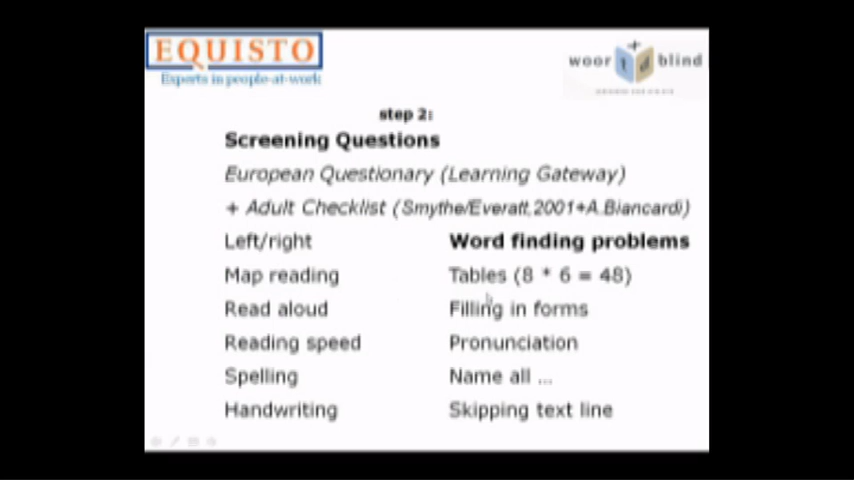 EQUISTO
Experts in people-at-work
woor td blind
step 2:
Screening Questions
European Questionary (Learning Gateway)
+ Adult Checklist (Smythe/Everatt,2001+A.Biancardi)
Left/right
Word finding problems
Map reading
Tables (8 * 6 = 48)
Read aloud
Filling in forms
Reading speed
Pronunciation
Spelling
Name all ...
Handwriting
Skipping text line